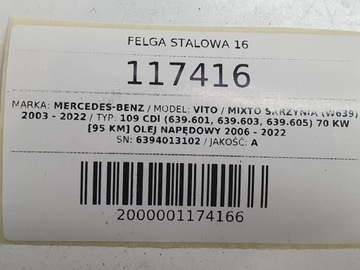 FELGA STALOWA 16
117416
MARKA: MERCEDES-BENZ / MODEL: VITO / MIXTO SKRZYNIA (W639)
2003 - 2022 / TYP: 109 CDI (639.601, 639.603, 639.605) 70 KW
[95 KM] OLEJ NAPĘDOWY 2006 - 2022
SN: 6394013102 / JAKOŚĆ: A
2000001174166